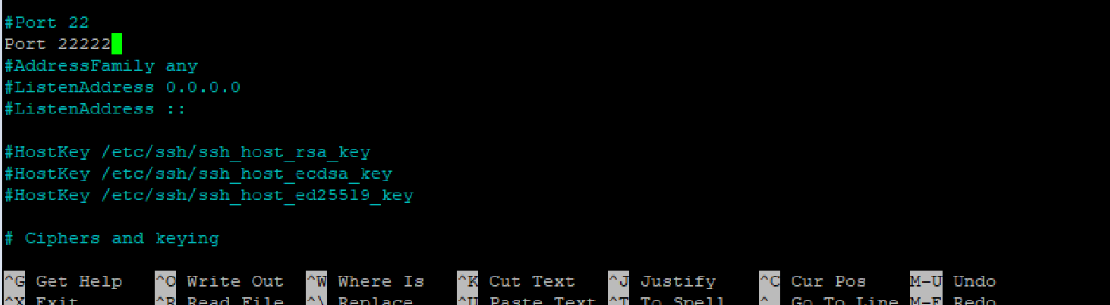 #Port 22
Port 22222
#AddressFamily any
#ListenAddress 0.0.0.0
#ListenAddress ::
#HostKey /etc/ssh/ssh_host_rsa_key
#HostKey /etc/ssh/ssh_host_ecdsa_key
#HostKey /etc/ssh/ssh_host_ed25519_key
# Ciphers and keying
^G Get Help ^O Write Out ^W Where Is ^K Cut Text ^J Justify ^C Cur Pos M-U Undo
^X Exit ^R Read File ^\ Replace ^U Paste Text ^T To Spell ^_ Go To Line M-E Redo